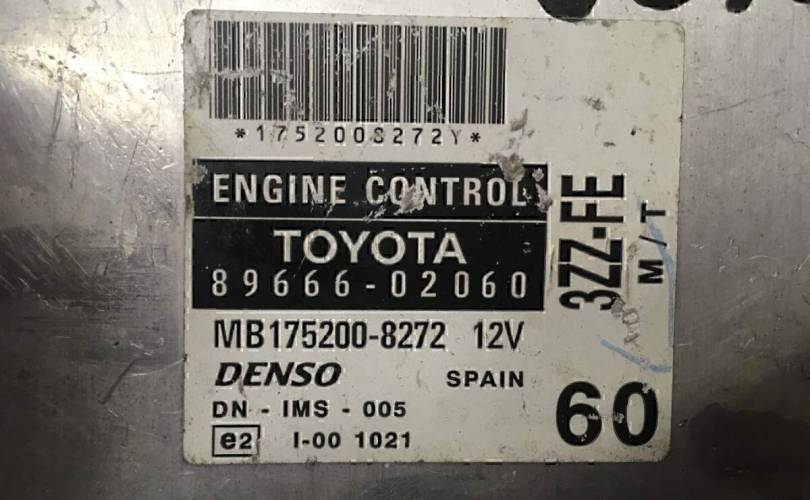 *1752008272Y*
ENGINE CONTROL
TOYOTA
89666-02060
3ZZ-FE
M/T
MB175200-8272 12V
DENSO SPAIN
DN - IMS - 005
60
e2 I-00 1021